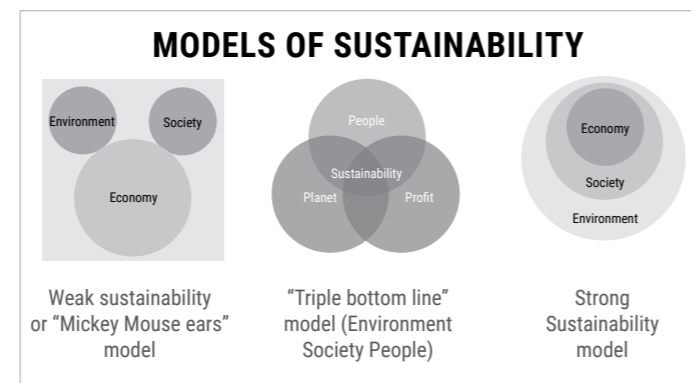 MODELS OF SUSTAINABILITY
Environment
Society
Economy
Weak sustainability
or “Mickey Mouse ears”
model
People
Sustainability
Planet
Profit
“Triple bottom line”
model (Environment
Society People)
Economy
Society
Environment
Strong
Sustainability
model